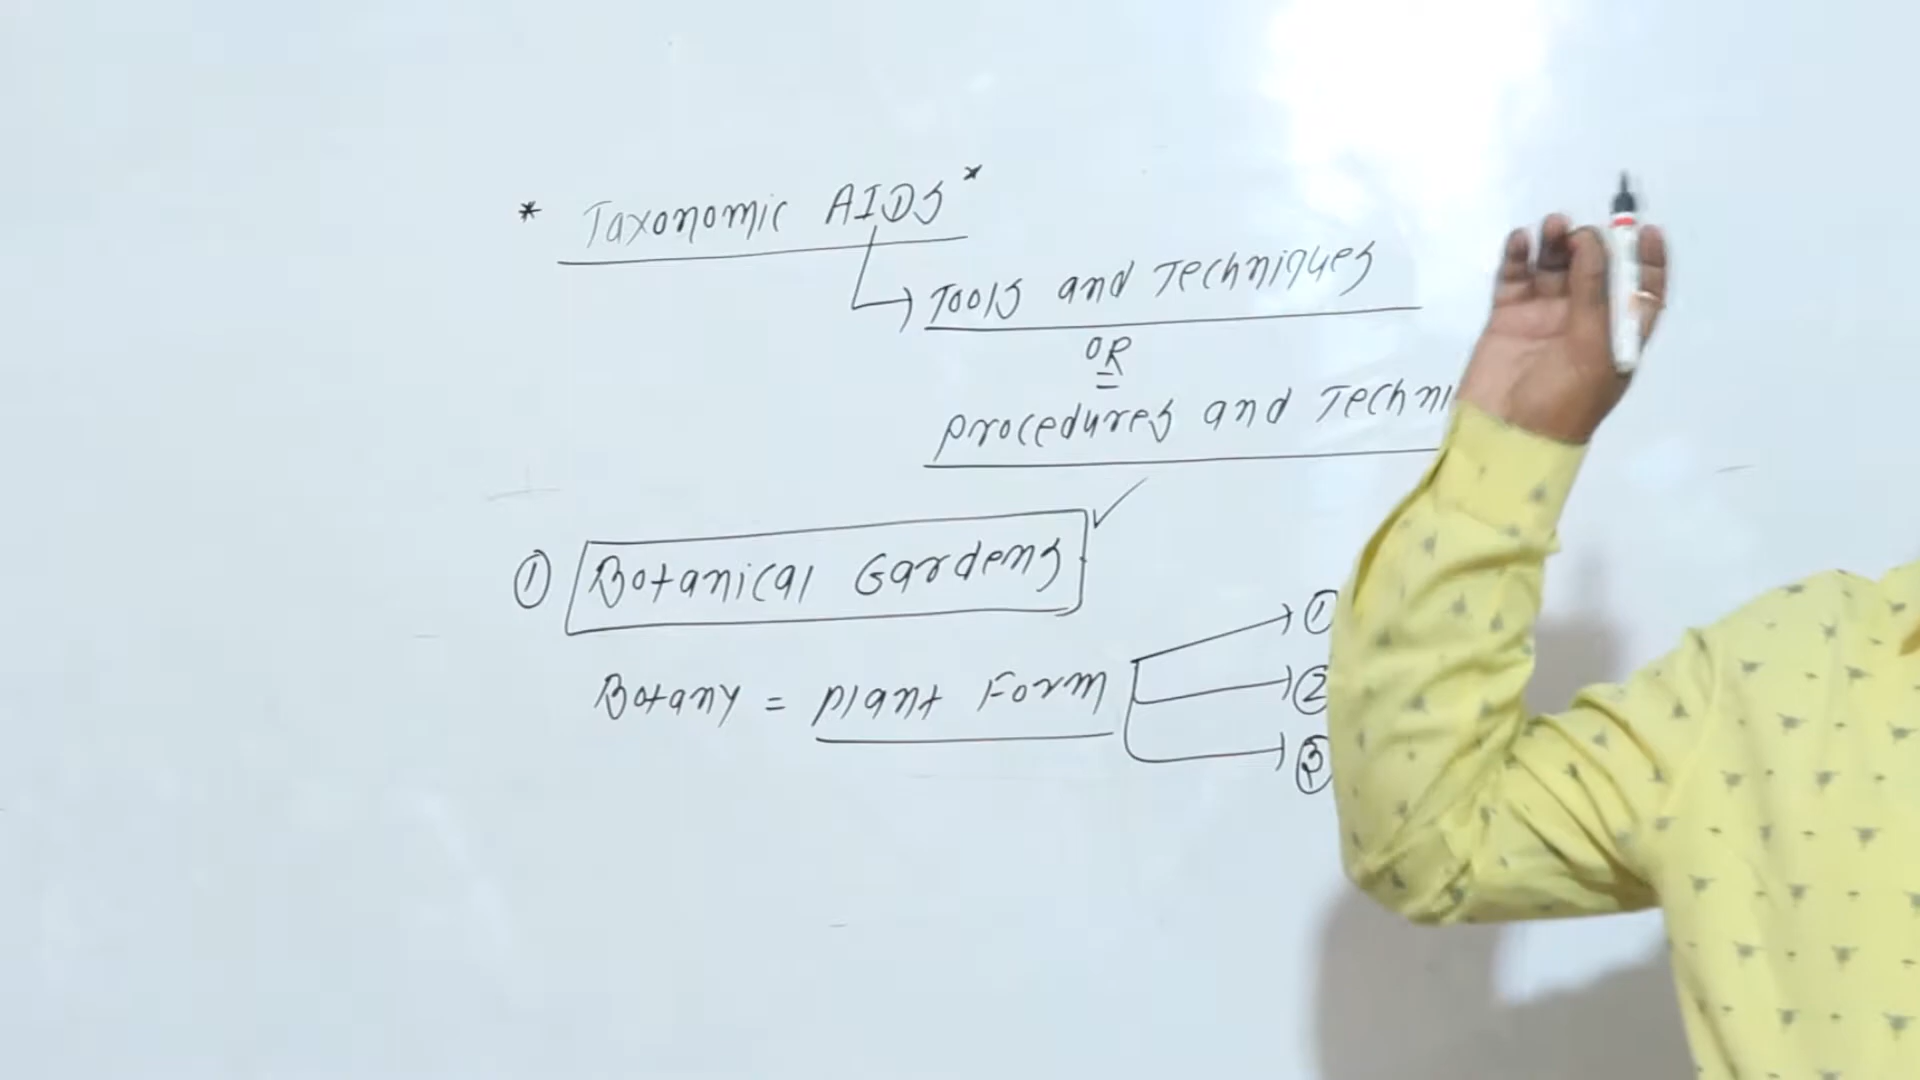 * Taxonomic AIDS *
Tools and Techniques
OR
Procedures and Techni
① Botanical Gardens
①
Botany = Plant Form
②
③